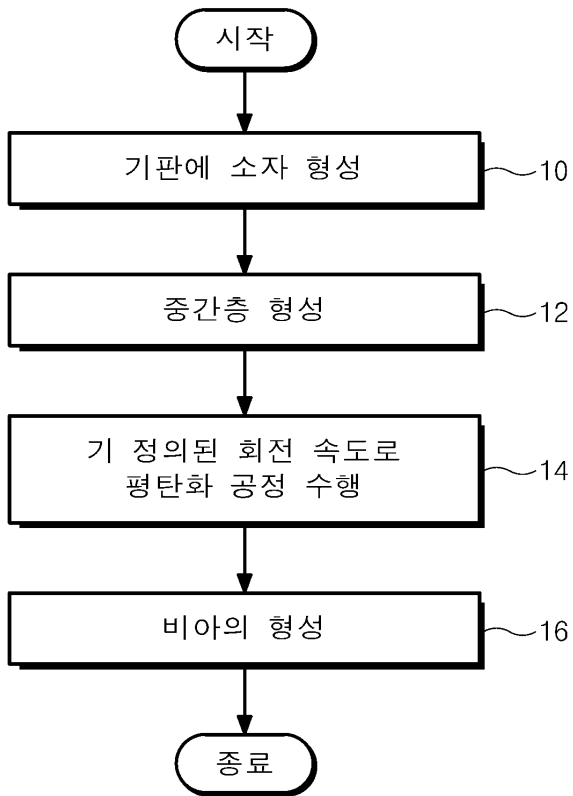 시작
기판에 소자 형성
10
중간층 형성
12
기 정의된 회전 속도로
평탄화 공정 수행
14
비아의 형성
16
종료